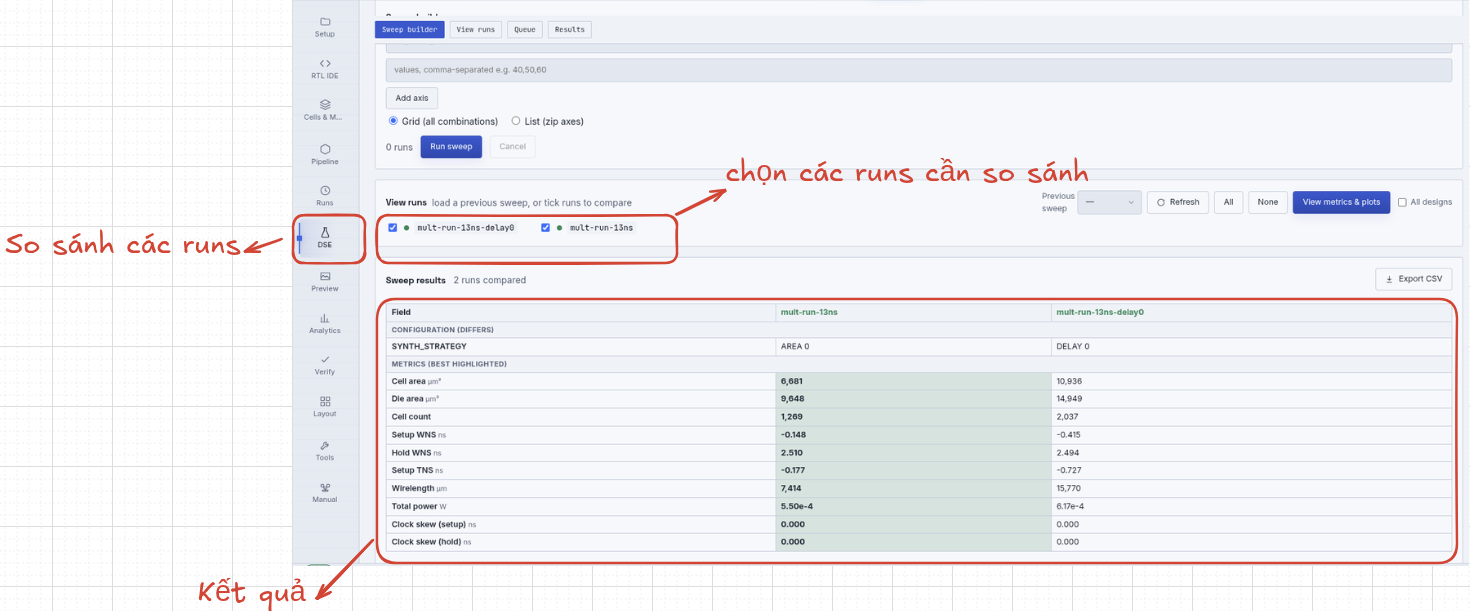 Sweep builder
View runs
Queue
Results
values, comma-separated e.g. 40,50,60
Add axis
Grid (all combinations)
List (zip axes)
0 runs
Run sweep
Cancel
Setup
RTL IDE
Cells & M...
Pipeline
Runs
DSE
Preview
Analytics
Verify
Layout
Tools
Manual
So sánh các runs
chọn các runs cần so sánh
View runs load a previous sweep, or tick runs to compare
Previous sweep
—
Refresh
All
None
View metrics & plots
All designs
mult-run-13ns-delay0
mult-run-13ns
Sweep results 2 runs compared
Export CSV
Field mult-run-13ns mult-run-13ns-delay0
CONFIGURATION (DIFFERS)
SYNTH_STRATEGY AREA 0 DELAY 0
METRICS (BEST HIGHLIGHTED)
Cell area µm² 6,681 10,936
Die area µm² 9,648 14,949
Cell count 1,269 2,037
Setup WNS ns -0.148 -0.415
Hold WNS ns 2.510 2.494
Setup TNS ns -0.177 -0.727
Wirelength µm 7,414 15,770
Total power W 5.50e-4 6.17e-4
Clock skew (setup) ns 0.000 0.000
Clock skew (hold) ns 0.000 0.000
Kết quả